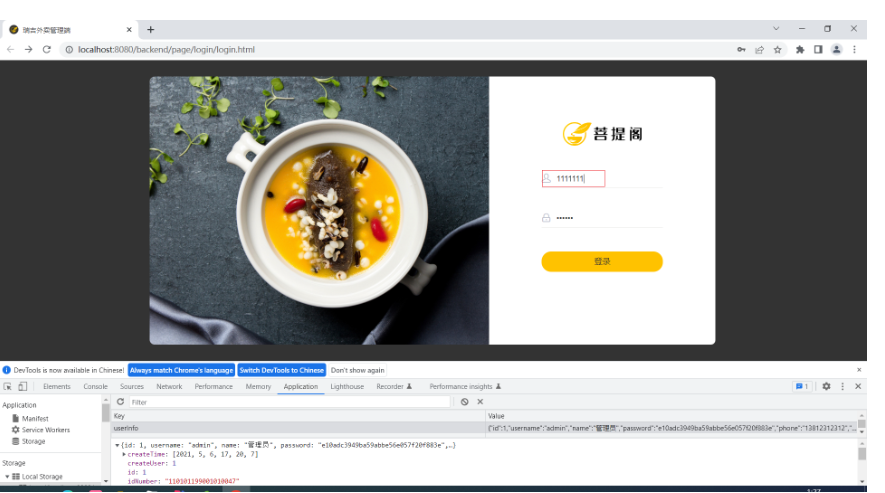 瑞吉外卖管理端
localhost:8080/backend/page/login/login.html
菩提阁
1111111
••••••
登录
DevTools is now available in Chinese!
Always match Chrome's language
Switch DevTools to Chinese
Don't show again
Elements Console Sources Network Performance Memory Application Lighthouse Recorder Performance insights 1
Application
Manifest
Service Workers
Storage
Storage
Local Storage
Filter
Key Value
userInfo {"id":1,"username":"admin","name":"管理员","password":"e10adc3949ba59abbe56e057f20f883e","phone":"13812312312","...
{id: 1, username: "admin", name: "管理员", password: "e10adc3949ba59abbe56e057f20f883e",…}
createTime: [2021, 5, 6, 17, 20, 7]
createUser: 1
id: 1
idNumber: "110101199001010047"